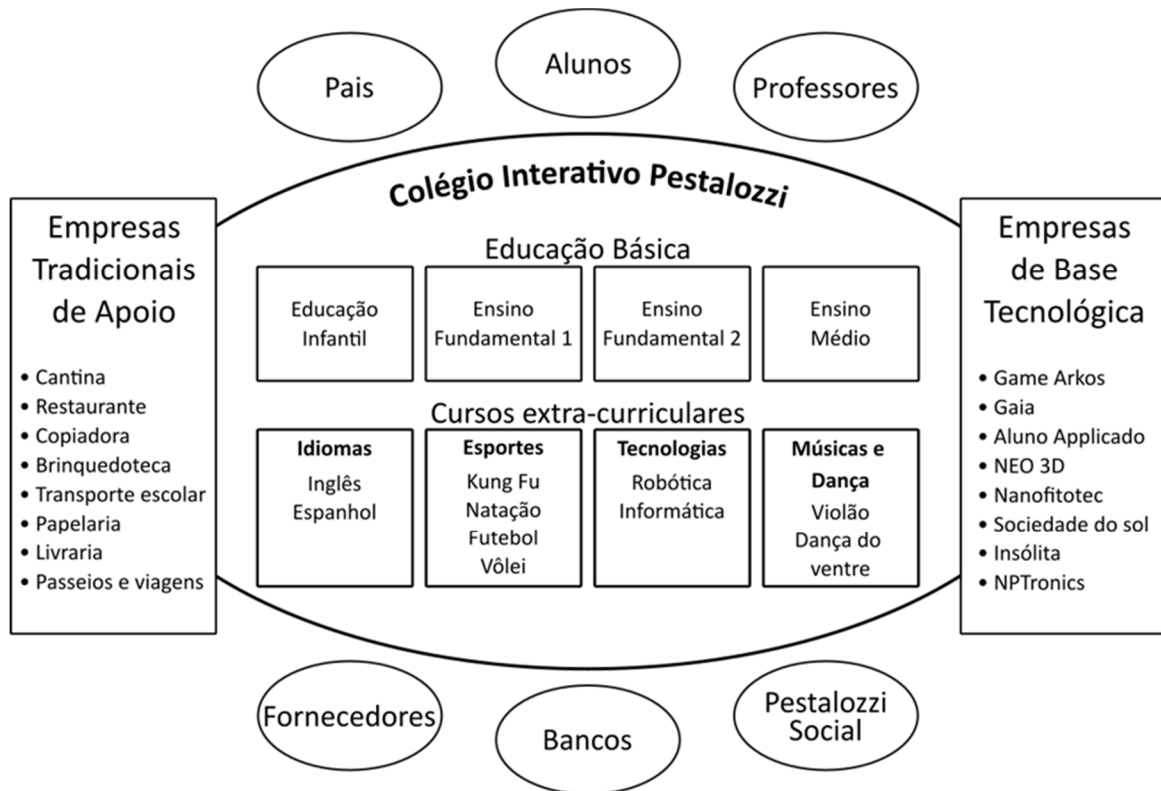 Pais
Alunos
Professores
Colégio Interativo Pestalozzi
Empresas
Tradicionais
de Apoio
• Cantina
• Restaurante
• Copiadora
• Brinquedoteca
• Transporte escolar
• Papelaria
• Livraria
• Passeios e viagens
Educação Básica
Educação
Infantil
Ensino
Fundamental 1
Ensino
Fundamental 2
Ensino
Médio
Cursos extra-curriculares
Idiomas
Inglês
Espanhol
Esportes
Kung Fu
Natação
Futebol
Vôlei
Tecnologias
Robótica
Informática
Músicas e
Dança
Violão
Dança do
ventre
Empresas
de Base
Tecnológica
• Game Arkos
• Gaia
• Aluno Applicado
• NEO 3D
• Nanofitotec
• Sociedade do sol
• Insólita
• NPTronics
Fornecedores
Bancos
Pestalozzi
Social